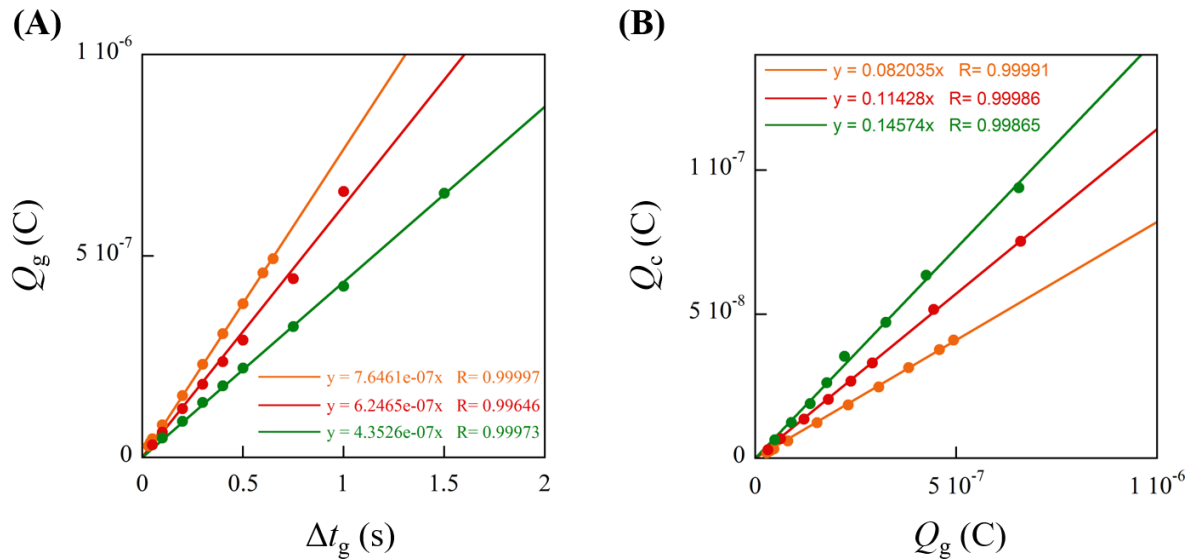 (A)
1 10-6
5 10-7
0
Qg (C)
y = 7.6461e-07x R= 0.99997
y = 6.2465e-07x R= 0.99646
y = 4.3526e-07x R= 0.99973
0 0.5 1 1.5 2
Δtg (s)
(B)
y = 0.082035x R= 0.99991
y = 0.11428x R= 0.99986
y = 0.14574x R= 0.99865
1 10-7
5 10-8
0
Qc (C)
0 5 10-7 1 10-6
Qg (C)